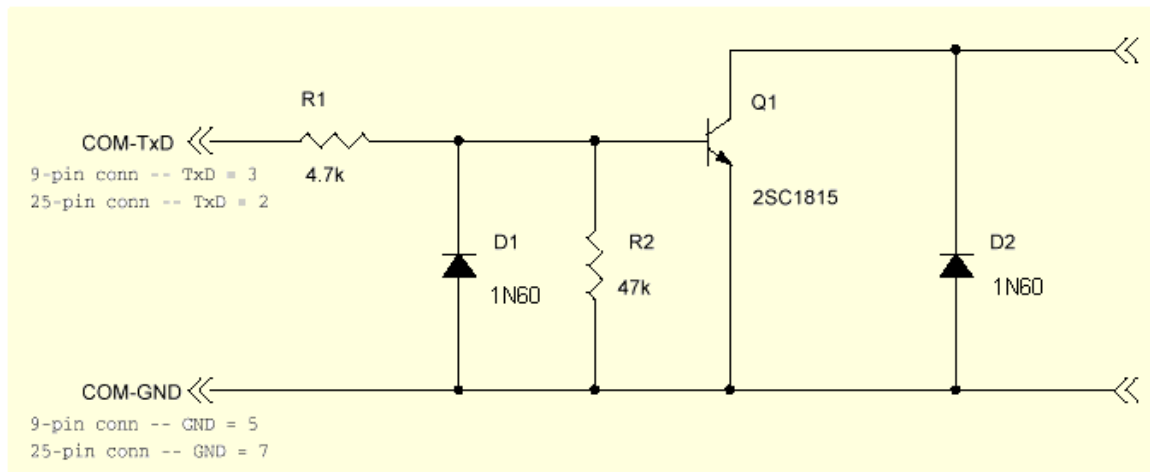 R1
Q1
COM-TxD
9-pin conn -- TxD = 3
4.7k
25-pin conn -- TxD = 2
2SC1815
D1
R2
D2
1N60
47k
1N60
COM-GND
9-pin conn -- GND = 5
25-pin conn -- GND = 7